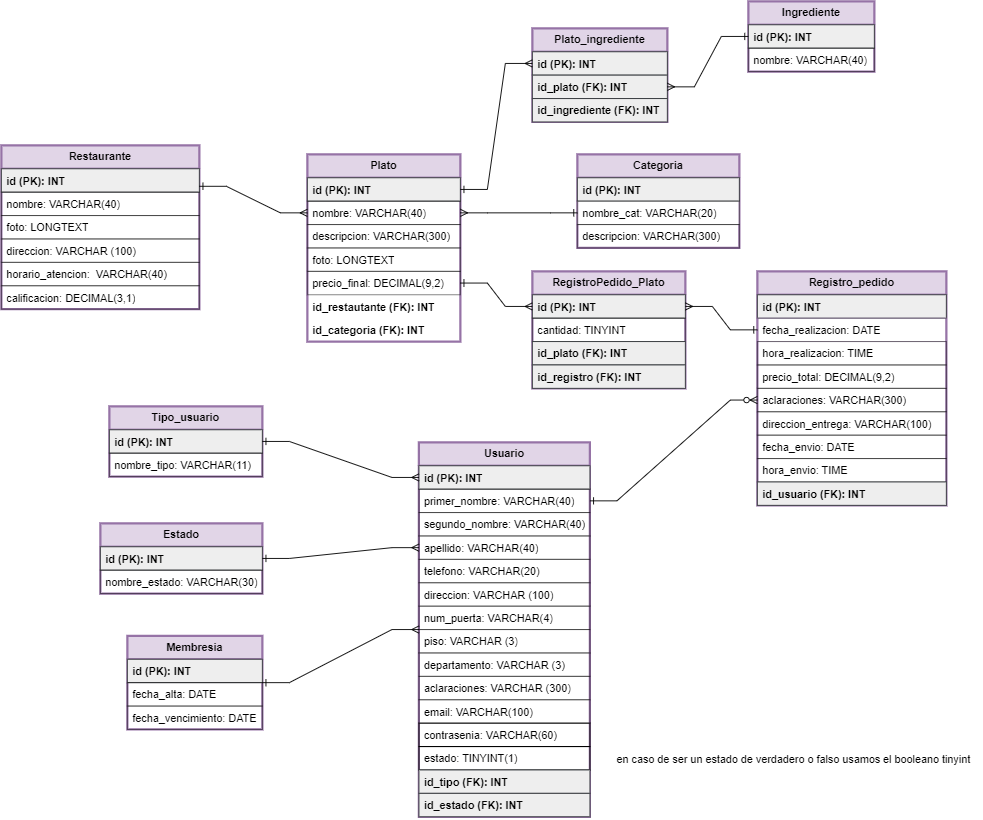 Ingrediente
id (PK): INT
nombre: VARCHAR(40)
Plato_ingrediente
id (PK): INT
id_plato (FK): INT
id_ingrediente (FK): INT
Restaurante
id (PK): INT
nombre: VARCHAR(40)
foto: LONGTEXT
direccion: VARCHAR (100)
horario_atencion:  VARCHAR(40)
calificacion: DECIMAL(3,1)
Plato
id (PK): INT
nombre: VARCHAR(40)
descripcion: VARCHAR(300)
foto: LONGTEXT
precio_final: DECIMAL(9,2)
id_restautante (FK): INT
id_categoria (FK): INT
Categoria
id (PK): INT
nombre_cat: VARCHAR(20)
descripcion: VARCHAR(300)
RegistroPedido_Plato
id (PK): INT
cantidad: TINYINT
id_plato (FK): INT
id_registro (FK): INT
Registro_pedido
id (PK): INT
fecha_realizacion: DATE
hora_realizacion: TIME
precio_total: DECIMAL(9,2)
aclaraciones: VARCHAR(300)
direccion_entrega: VARCHAR(100)
fecha_envio: DATE
hora_envio: TIME
id_usuario (FK): INT
Tipo_usuario
id (PK): INT
nombre_tipo: VARCHAR(11)
Estado
id (PK): INT
nombre_estado: VARCHAR(30)
Membresia
id (PK): INT
fecha_alta: DATE
fecha_vencimiento: DATE
Usuario
id (PK): INT
primer_nombre: VARCHAR(40)
segundo_nombre: VARCHAR(40)
apellido: VARCHAR(40)
telefono: VARCHAR(20)
direccion: VARCHAR (100)
num_puerta: VARCHAR(4)
piso: VARCHAR (3)
departamento: VARCHAR (3)
aclaraciones: VARCHAR (300)
email: VARCHAR(100)
contrasenia: VARCHAR(60)
estado: TINYINT(1)
id_tipo (FK): INT
id_estado (FK): INT
en caso de ser un estado de verdadero o falso usamos el booleano tinyint